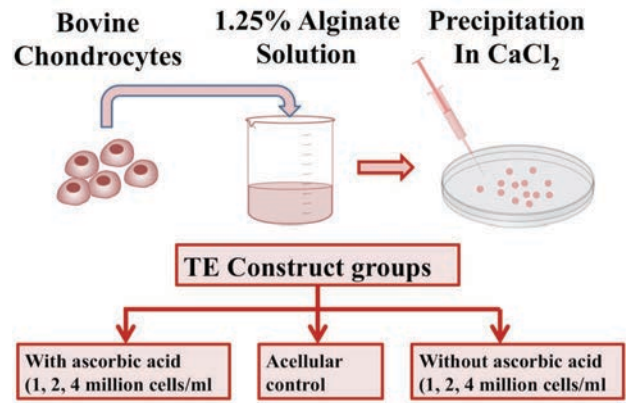 Bovine
Chondrocytes
1.25% Alginate
Solution
Precipitation
In CaCl₂
TE Construct groups
With ascorbic acid
(1, 2, 4 million cells/ml
Acellular
control
Without ascorbic acid
(1, 2, 4 million cells/ml